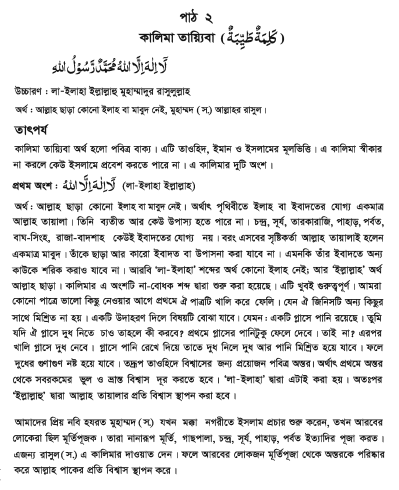 পাঠ ২
কালিমা তায়্যিবা (كَلِمَةٌ طَيِّبَةٌ)
لَا اِلٰهَ اِلَّا اللهُ مُحَمَّدٌ رَّسُوْلُ اللهِ
উচ্চারণ : লা-ইলাহা ইল্লাল্লাহু মুহাম্মাদুর রাসুলুল্লাহ
অর্থ : আল্লাহ ছাড়া কোনো ইলাহ বা মাবুদ নেই, মুহাম্মদ (স.) আল্লাহর রাসুল।
তাৎপর্য
কালিমা তায়্যিবা অর্থ হলো পবিত্র বাক্য। এটি তাওহিদ, ইমান ও ইসলামের মূলভিত্তি। এ কালিমা স্বীকার
না করলে কেউ ইসলামে প্রবেশ করতে পারে না। এ কালিমার দুটি অংশ।
প্রথম অংশ : لَا اِلٰهَ اِلَّا اللهُ (লা-ইলাহা ইল্লাল্লাহু)
অর্থ : আল্লাহ ছাড়া কোনো ইলাহ বা মাবুদ নেই। অর্থাৎ পৃথিবীতে ইলাহ বা ইবাদতের যোগ্য একমাত্র
আল্লাহ তায়ালা। তিনি ব্যতীত আর কেউ উপাস্য হতে পারে না। চন্দ্র, সূর্য, তারকারাজি, পাহাড়, পর্বত,
বাঘ-সিংহ, রাজা-বাদশাহ কেউই ইবাদতের যোগ্য নয়। বরং এসবের সৃষ্টিকর্তা আল্লাহ তায়ালাই হলেন
একমাত্র মাবুদ। তাঁকে ছাড়া আর কারো ইবাদত বা উপাসনা করা যাবে না। এমনকি তাঁর ইবাদতে অন্য
কাউকে শরিক করাও যাবে না। আরবি 'লা-ইলাহা' শব্দের অর্থ কোনো ইলাহ নেই; আর 'ইল্লাল্লাহু' অর্থ
আল্লাহ ছাড়া। কালিমার এ অংশটি না-বোধক শব্দ দ্বারা শুরু করা হয়েছে। এটি খুবই গুরুত্বপূর্ণ। আমরা
কোনো পাত্রে ভালো কিছু নেওয়ার আগে প্রথমে ঐ পাত্রটি খালি করে ফেলি। যেন ঐ জিনিসটি অন্য কিছুর
সাথে মিশ্রিত না হয়। একটি উদাহরণ দিলে বিষয়টি বোঝা যাবে। যেমন: একটি গ্লাসে পানি রয়েছে। তুমি
যদি ঐ গ্লাসে দুধ নিতে চাও তাহলে কী করবে? প্রথমে গ্লাসের পানিটুকু ফেলে দেবে। তাই না? এরপর
খালি গ্লাসে দুধ নেবে। গ্লাসে পানি রেখে দিয়ে তাতে দুধ নিলে দুধ আর পানি মিশ্রিত হয়ে যাবে। ফলে
দুধের গুণাগুণ নষ্ট হয়ে যাবে। তদ্রূপ তাওহিদে বিশ্বাসের জন্য প্রয়োজন পবিত্র অন্তর। অর্থাৎ প্রথমে অন্তর
থেকে সবরকমের ভুল ও ভ্রান্ত বিশ্বাস দূর করতে হবে। 'লা-ইলাহা' দ্বারা এটাই করা হয়। অতঃপর
'ইল্লাল্লাহু' দ্বারা আল্লাহ তায়ালার প্রতি বিশ্বাস স্থাপন করা হবে।
আমাদের প্রিয় নবি হযরত মুহাম্মদ (স.) যখন মক্কা নগরীতে ইসলাম প্রচার শুরু করেন, তখন আরবের
লোকেরা ছিল মূর্তিপূজক। তারা নানারূপ মূর্তি, গাছপালা, চন্দ্র, সূর্য, পাহাড়, পর্বত ইত্যাদির পূজা করত।
এজন্য রাসুল (স.) এ কালিমার দাওয়াত দেন। ফলে আরবের লোকজন মূর্তিপূজা থেকে অন্তরকে পরিষ্কার
করে আল্লাহ পাকের প্রতি বিশ্বাস স্থাপন করে।